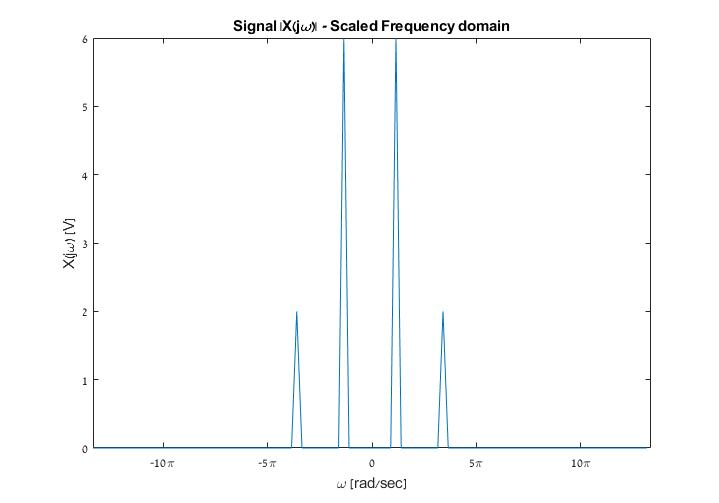 Signal |X(jω)| - Scaled Frequency domain
6
5
4
3
2
1
0
X(jω) [V]
-10π
-5π
0
5π
10π
ω [rad/sec]